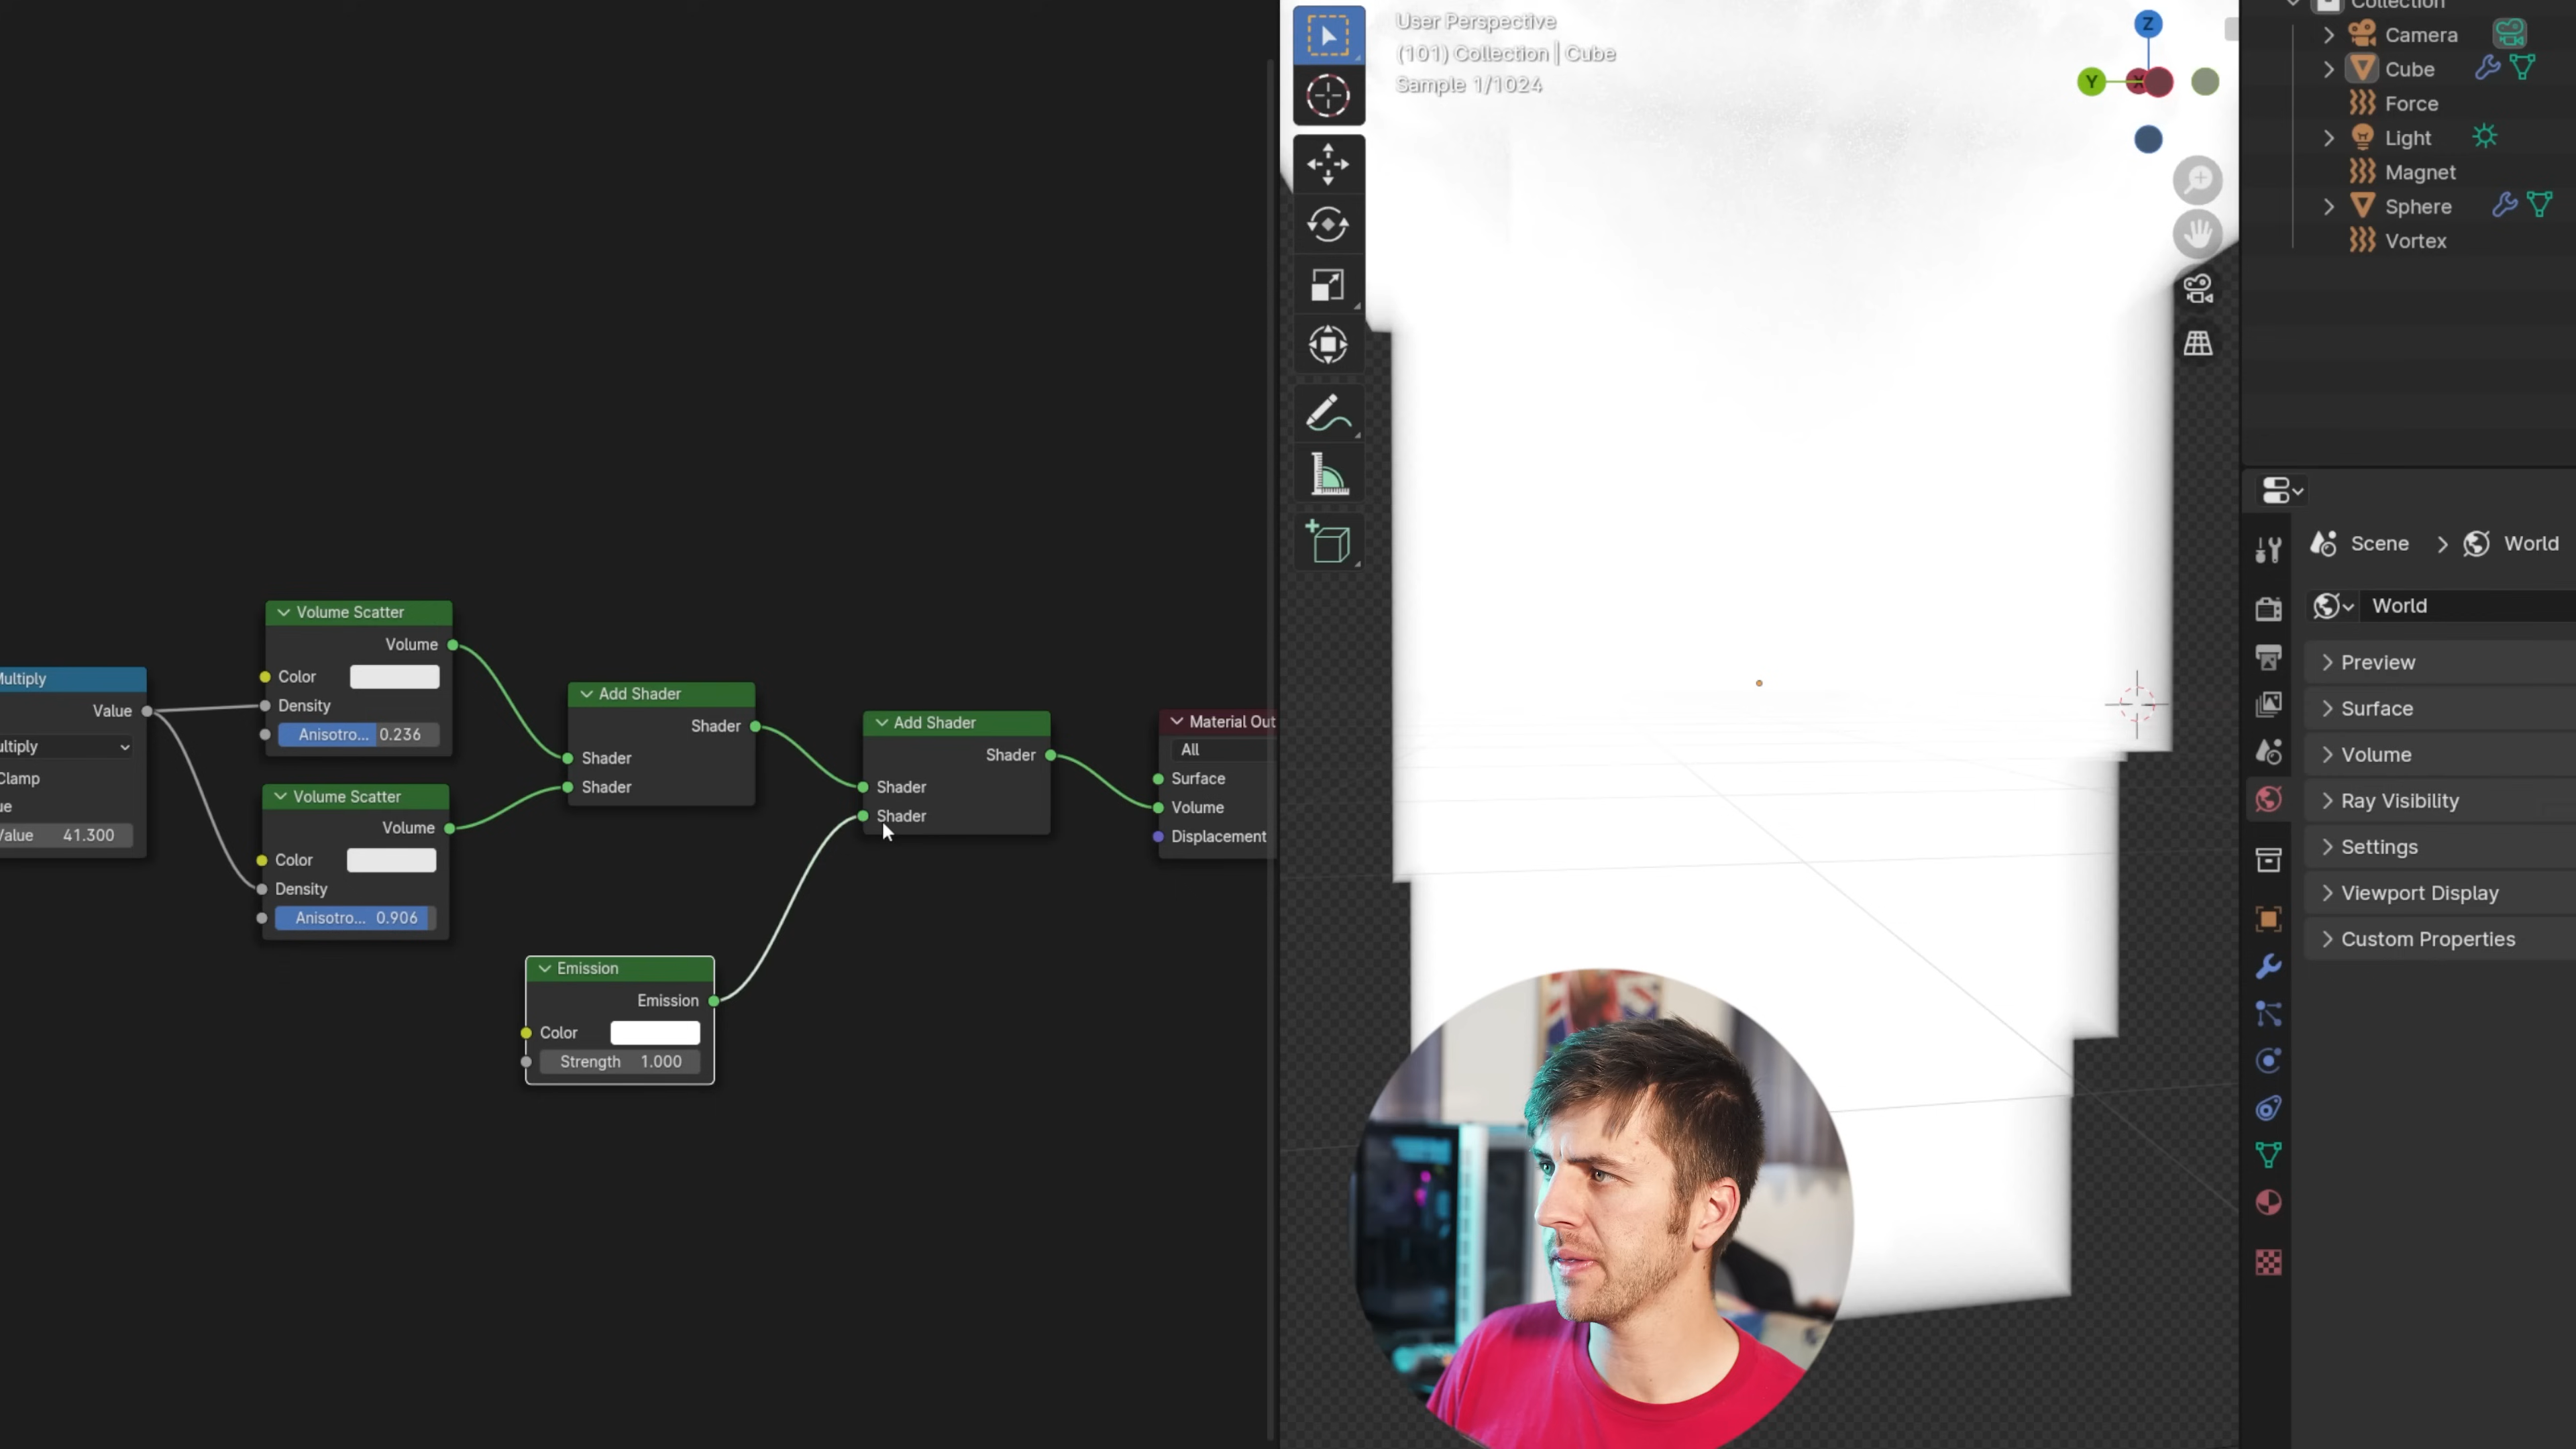 Multiply
Value
ultiply
Clamp
ue
Value 41.300
Volume Scatter
Volume
Color
Density
Anisotro... 0.236
Volume Scatter
Volume
Color
Density
Anisotro... 0.906
Add Shader
Shader
Shader
Shader
Emission
Emission
Color
Strength 1.000
Add Shader
Shader
Shader
Shader
Material Out
All
Surface
Volume
Displacement
User Perspective
(101) Collection | Cube
Sample 1/1024
Z
Y
X
Collection
Camera
Cube
Force
Light
Magnet
Sphere
Vortex
Scene > World
World
Preview
Surface
Volume
Ray Visibility
Settings
Viewport Display
Custom Properties